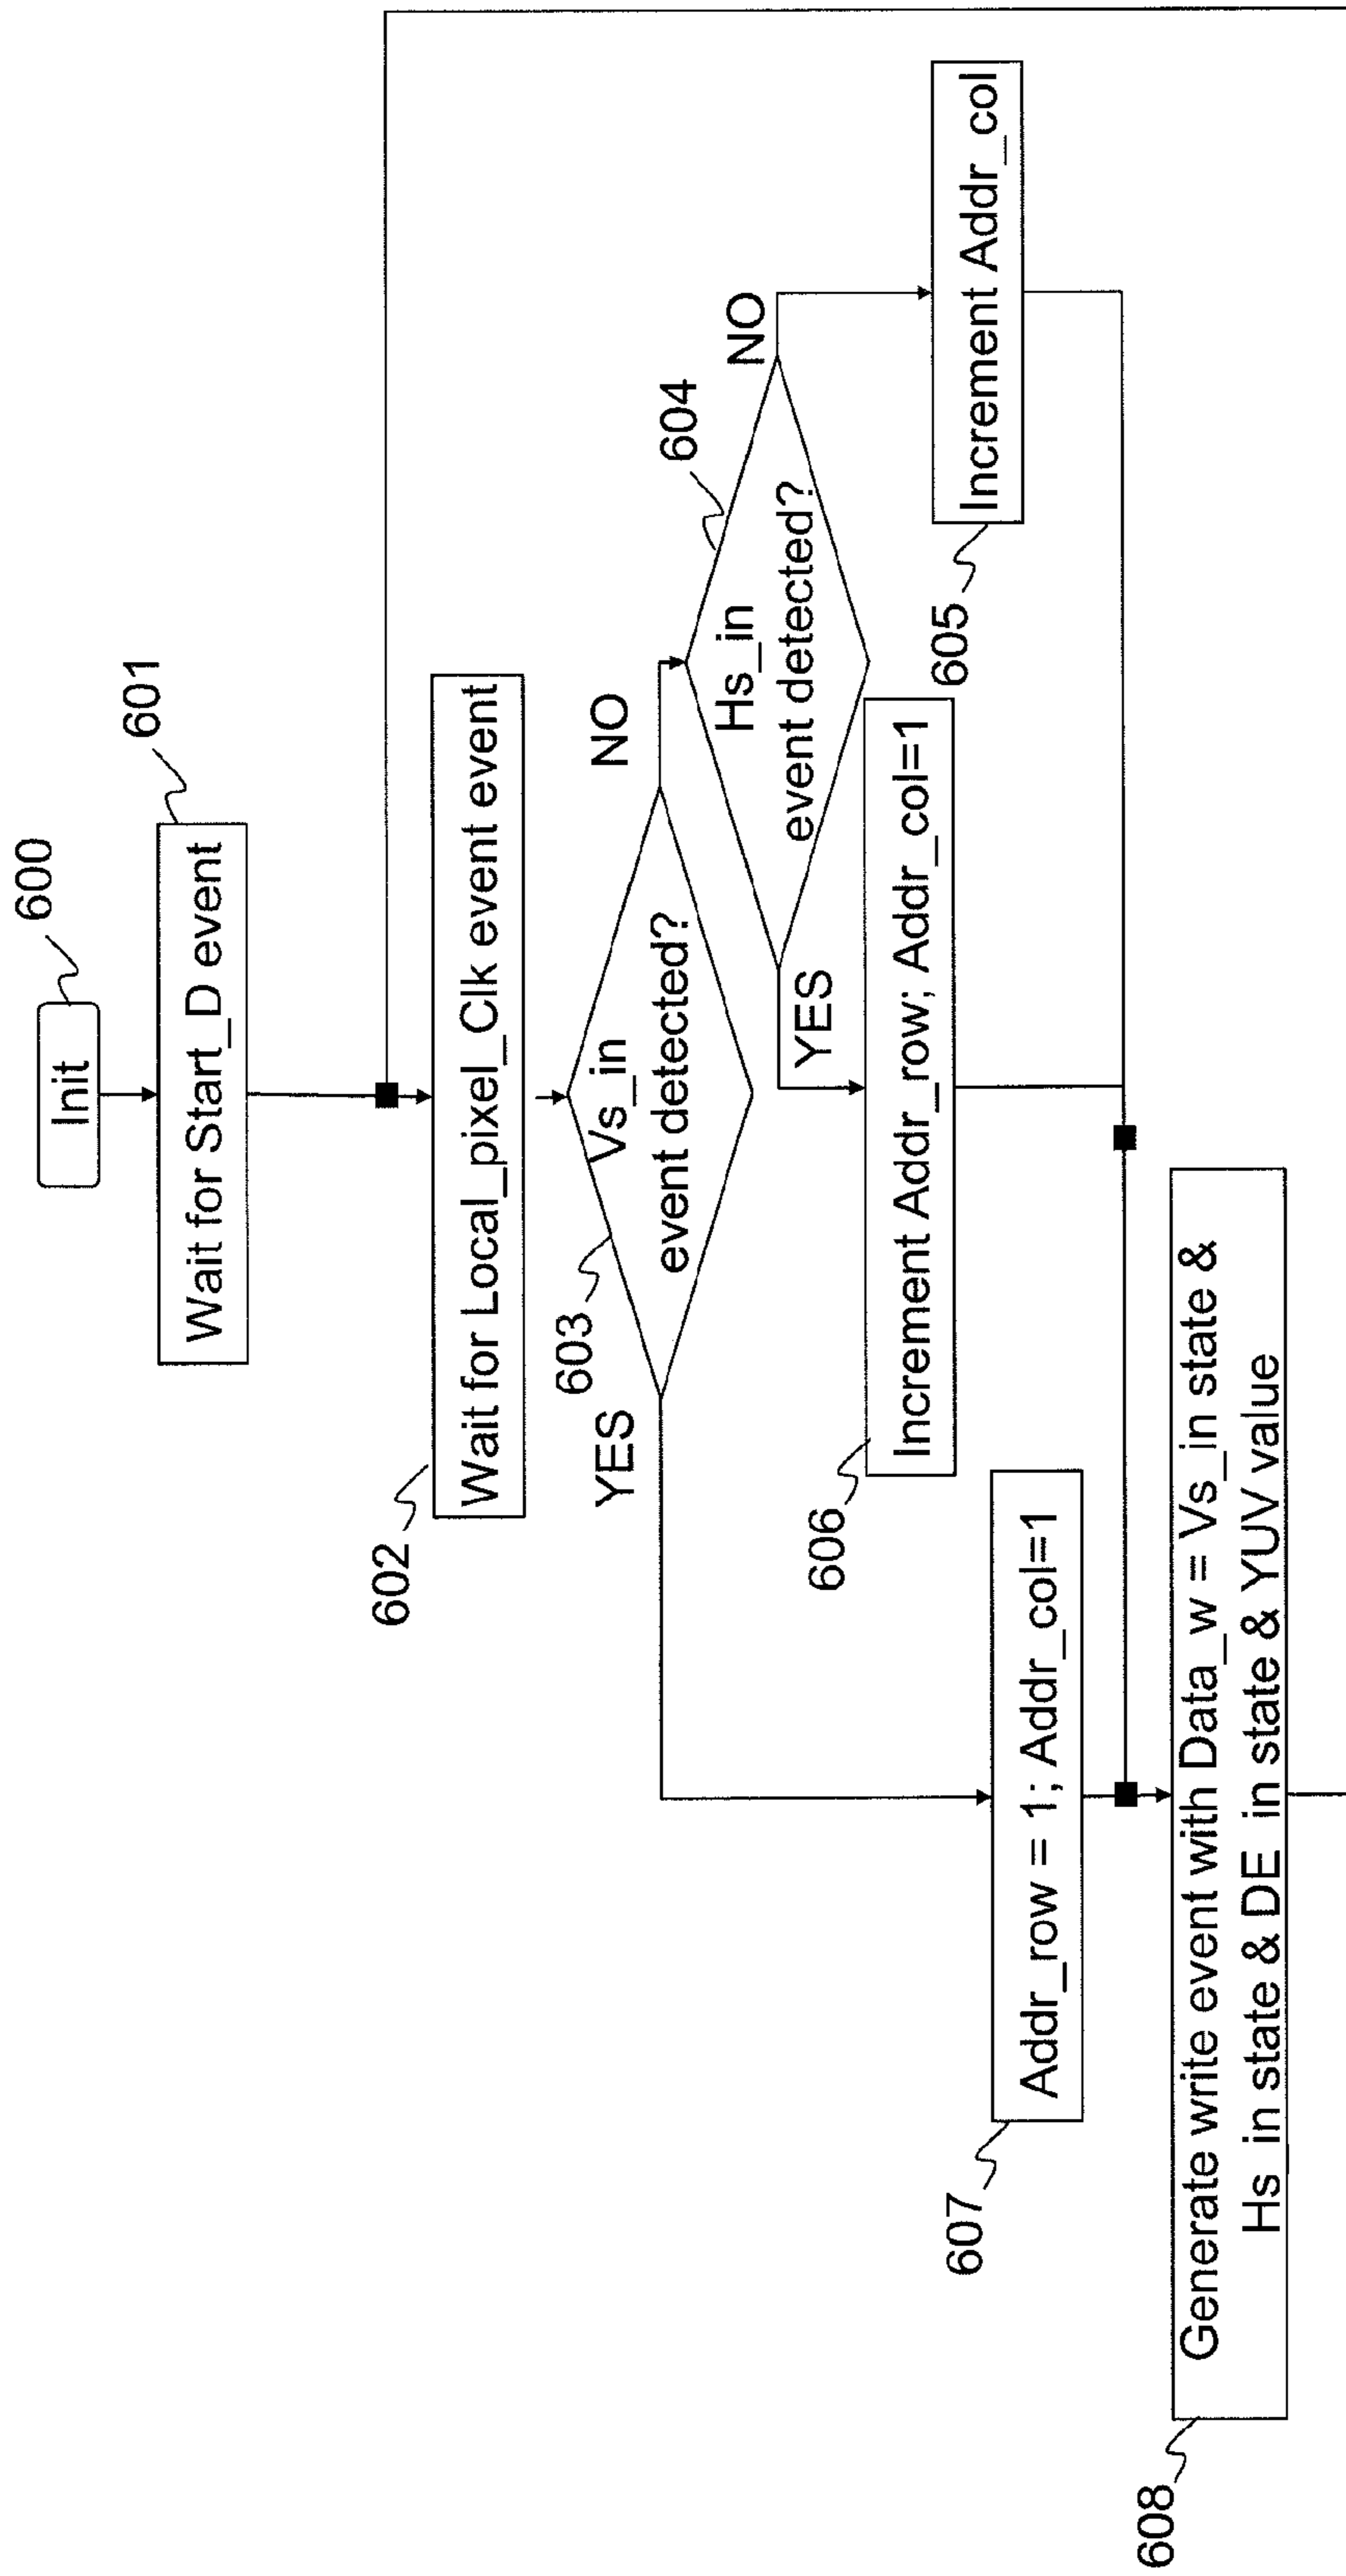 600
Init
601
Wait for Start_D event
602
Wait for Local_pixel_Clk event event
603
Vs_in
event detected?
YES
NO
604
Hs_in
event detected?
YES
NO
605
Increment Addr_col
606
Increment Addr_row; Addr_col=1
607
Addr_row = 1; Addr_col=1
608
Generate write event with Data_w = Vs_in state &
Hs_in state & DE_in state & YUV value